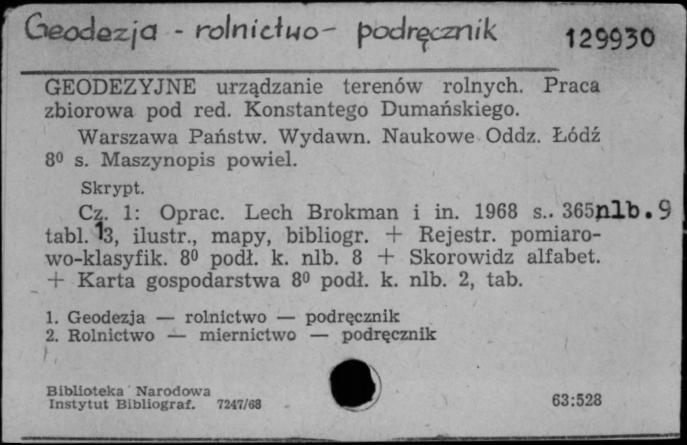 Geodezja - rolnictwo - podręcznik 129930
GEODEZYJNE urządzanie terenów rolnych. Praca
zbiorowa pod red. Konstantego Dumańskiego.
Warszawa Państw. Wydawn. Naukowe Oddz. Łódź
8⁰ s. Maszynopis powiel.
Skrypt.
Cz. 1: Oprac. Lech Brokman i in. 1968 s.. 365 nlb. 9
tabl. 13, ilustr., mapy, bibliogr. + Rejestr. pomiaro-
wo-klasyfik. 8⁰ podł. k. nlb. 8 + Skorowidz alfabet.
+ Karta gospodarstwa 8⁰ podł. k. nlb. 2, tab.
1. Geodezja — rolnictwo — podręcznik
2. Rolnictwo — miernictwo — podręcznik
Biblioteka Narodowa
Instytut Bibliograf. 7247/68 63:528